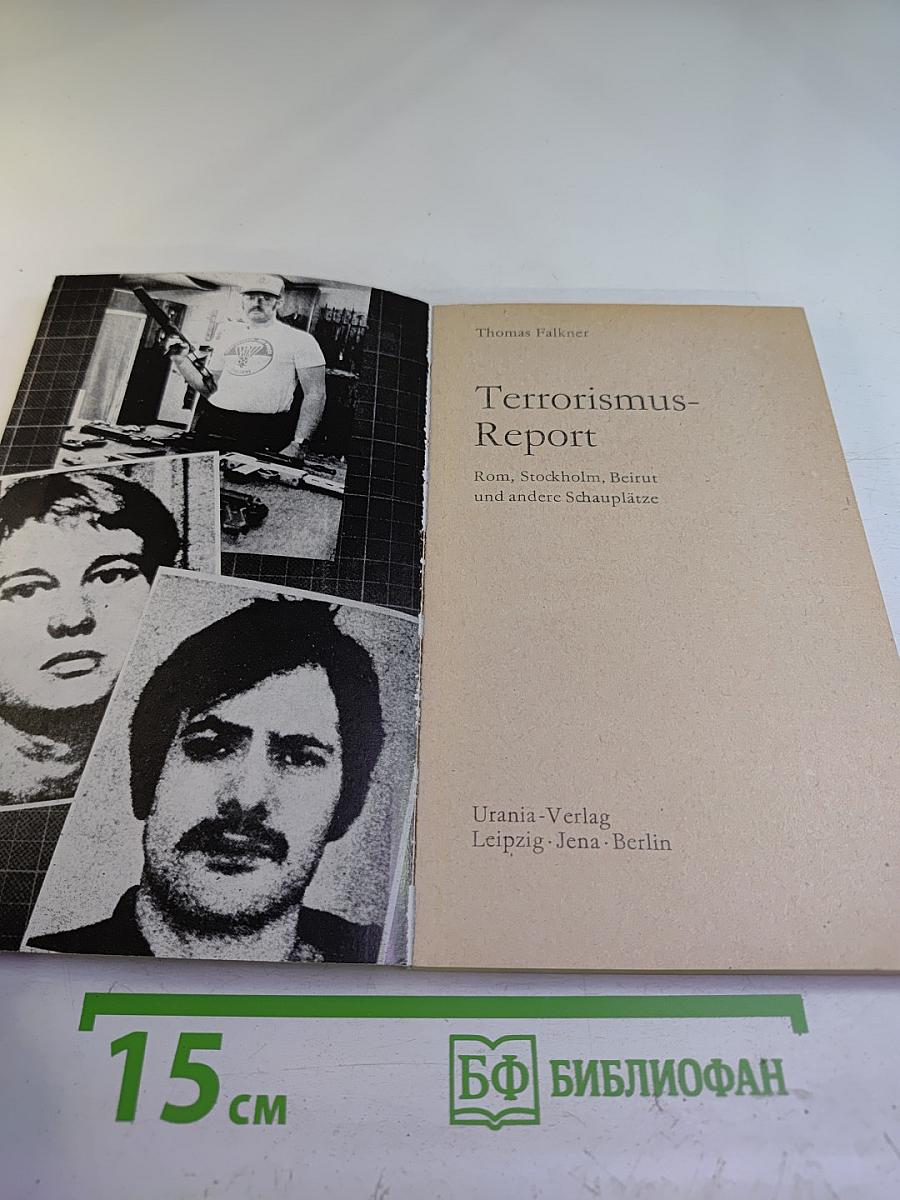 Thomas Falkner
Terrorismus-
Report
Rom, Stockholm, Beirut
und andere Schauplätze
Urania-Verlag
Leipzig · Jena · Berlin
15 см
БФ БИБЛИОФАН